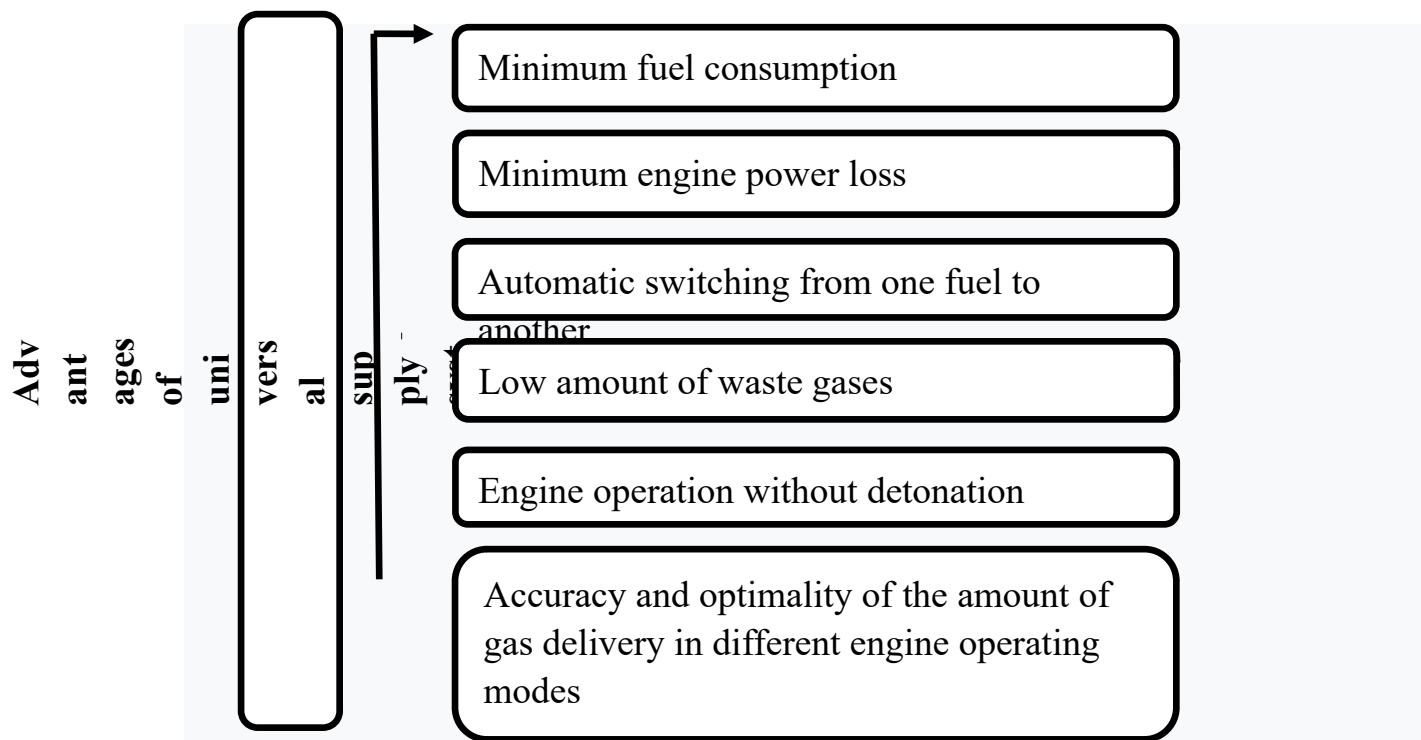 Adv
ant
ages
of
uni
vers
al
sup
ply
Minimum fuel consumption
Minimum engine power loss
Automatic switching from one fuel to
another
Low amount of waste gases
Engine operation without detonation
Accuracy and optimality of the amount of
gas delivery in different engine operating
modes